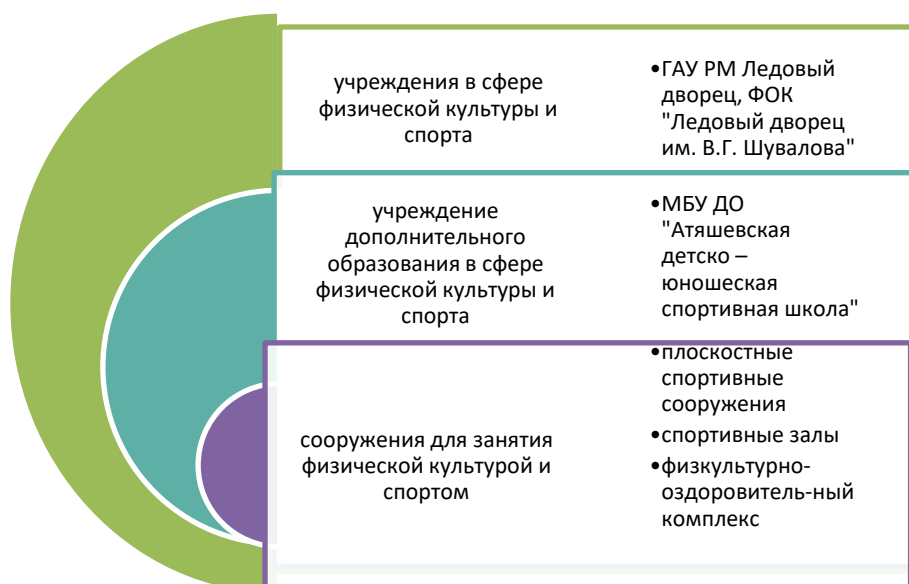 учреждения в сфере
физической культуры и
спорта
•ГАУ РМ Ледовый
дворец, ФОК
"Ледовый дворец
им. В.Г. Шувалова"
учреждение
дополнительного
образования в сфере
физической культуры и
спорта
•МБУ ДО
"Атяшевская
детско –
юношеская
спортивная школа"
сооружения для занятия
физической культурой и
спортом
•плоскостные
спортивные
сооружения
•спортивные залы
•физкультурно-
оздоровитель-ный
комплекс